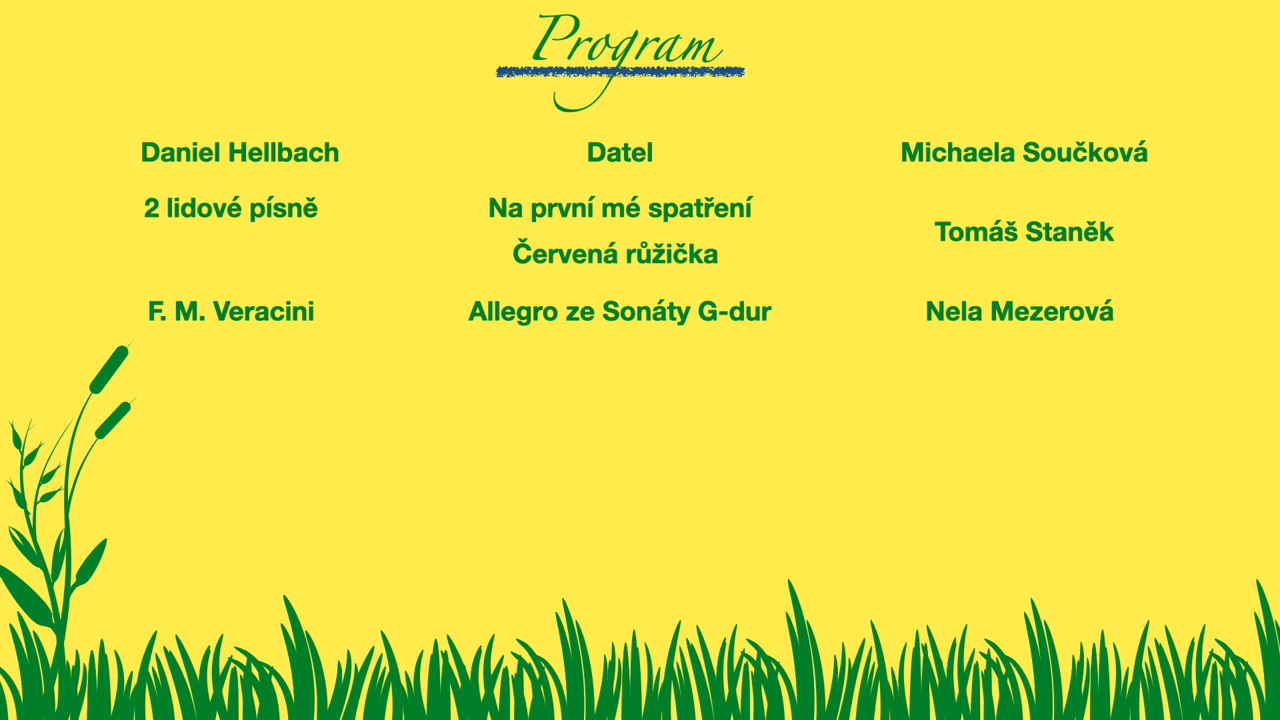 Program
Daniel Hellbach Datel Michaela Součková
2 lidové písně Na první mé spatření
Tomáš Staněk
Červená růžička
F. M. Veracini Allegro ze Sonáty G-dur Nela Mezerová